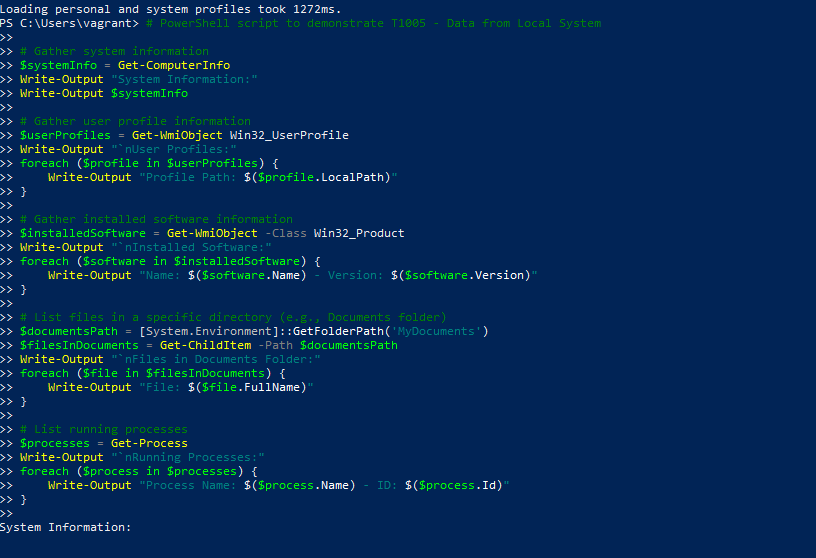 Loading personal and system profiles took 1272ms.
PS C:\Users\vagrant> # PowerShell script to demonstrate T1005 - Data from Local System
>>
>> # Gather system information
>> $systemInfo = Get-ComputerInfo
>> Write-Output "System Information:"
>> Write-Output $systemInfo
>>
>> # Gather user profile information
>> $userProfiles = Get-WmiObject Win32_UserProfile
>> Write-Output "`nUser Profiles:"
>> foreach ($profile in $userProfiles) {
>>     Write-Output "Profile Path: $($profile.LocalPath)"
>> }
>>
>> # Gather installed software information
>> $installedSoftware = Get-WmiObject -Class Win32_Product
>> Write-Output "`nInstalled Software:"
>> foreach ($software in $installedSoftware) {
>>     Write-Output "Name: $($software.Name) - Version: $($software.Version)"
>> }
>>
>> # List files in a specific directory (e.g., Documents folder)
>> $documentsPath = [System.Environment]::GetFolderPath('MyDocuments')
>> $filesInDocuments = Get-ChildItem -Path $documentsPath
>> Write-Output "`nFiles in Documents Folder:"
>> foreach ($file in $filesInDocuments) {
>>     Write-Output "File: $($file.FullName)"
>> }
>>
>> # List running processes
>> $processes = Get-Process
>> Write-Output "`nRunning Processes:"
>> foreach ($process in $processes) {
>>     Write-Output "Process Name: $($process.Name) - ID: $($process.Id)"
>> }
>>
System Information: